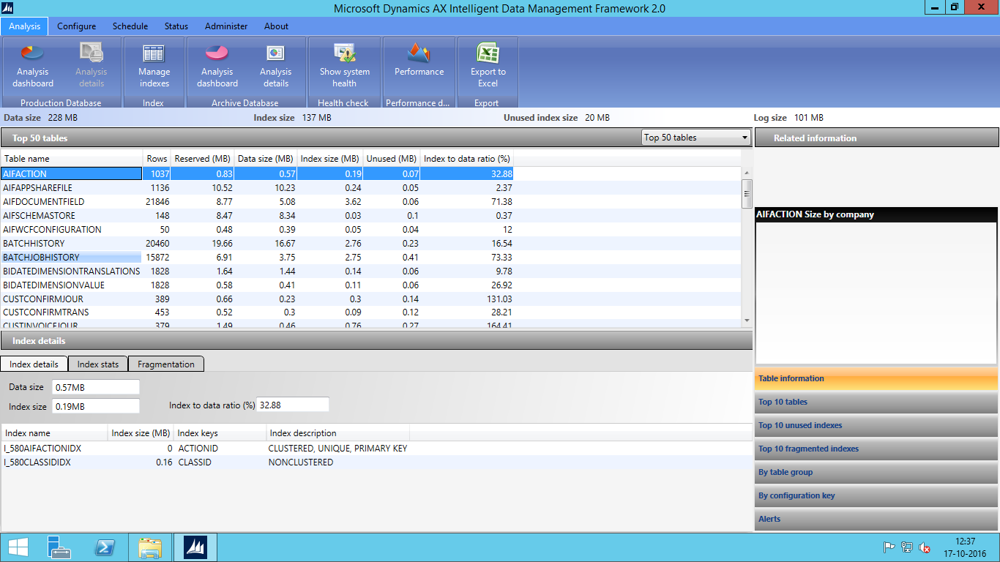 Microsoft Dynamics AX Intelligent Data Management Framework 2.0
Analysis Configure Schedule Status Administer About
Analysis dashboard
Analysis details
Production Database
Manage indexes
Index
Analysis dashboard
Analysis details
Archive Database
Show system health
Health check
Performance
Performance d...
Export to Excel
Export
Data size 228 MB Index size 137 MB Unused index size 20 MB Log size 101 MB
Top 50 tables Top 50 tables
Table name Rows Reserved (MB) Data size (MB) Index size (MB) Unused (MB) Index to data ratio (%)
AIFACTION 1037 0.83 0.57 0.19 0.07 32.88
AIFAPPSHAREFILE 1136 10.52 10.23 0.24 0.05 2.37
AIFDOCUMENTFIELD 21846 8.77 5.08 3.62 0.06 71.38
AIFSCHEMASTORE 148 8.47 8.34 0.03 0.1 0.37
AIFWCFCONFIGURATION 50 0.48 0.39 0.05 0.04 12
BATCHHISTORY 20460 19.66 16.67 2.76 0.23 16.54
BATCHJOBHISTORY 15872 6.91 3.75 2.75 0.41 73.33
BIDATEDIMENSIONTRANSLATIONS 1828 1.64 1.44 0.14 0.06 9.78
BIDATEDIMENSIONVALUE 1828 0.58 0.41 0.11 0.06 26.92
CUSTCONFIRMJOUR 389 0.66 0.23 0.3 0.14 131.03
CUSTCONFIRMTRANS 453 0.52 0.3 0.09 0.12 28.21
CUSTINVOICEJOUR 379 1.49 0.46 0.76 0.27 164.41
Index details
Index details Index stats Fragmentation
Data size 0.57MB
Index size 0.19MB Index to data ratio (%) 32.88
Index name Index size (MB) Index keys Index description
I_580AIFACTIONIDX 0 ACTIONID CLUSTERED, UNIQUE, PRIMARY KEY
I_580CLASSIDIDX 0.16 CLASSID NONCLUSTERED
Related information
AIFACTION Size by company
Table information
Top 10 tables
Top 10 unused indexes
Top 10 fragmented indexes
By table group
By configuration key
Alerts
12:37
17-10-2016